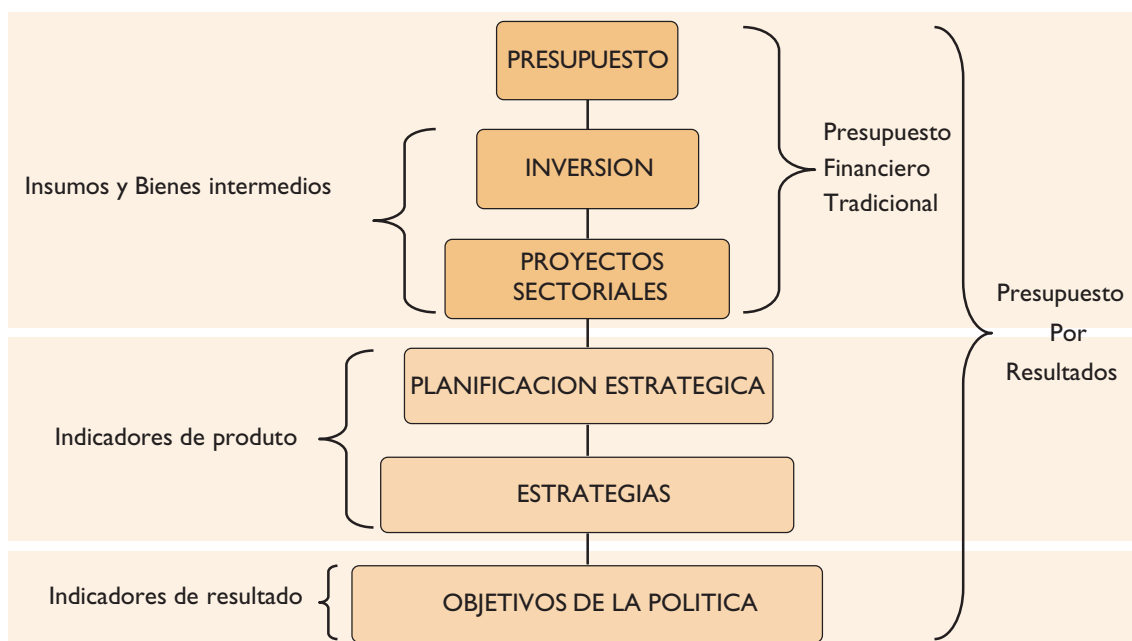 PRESUPUESTO
INVERSION
Insumos y Bienes intermedios
PROYECTOS
SECTORIALES
Presupuesto
Financiero
Tradicional
Presupuesto
Por
Resultados
PLANIFICACION ESTRATEGICA
Indicadores de produto
ESTRATEGIAS
Indicadores de resultado
OBJETIVOS DE LA POLITICA